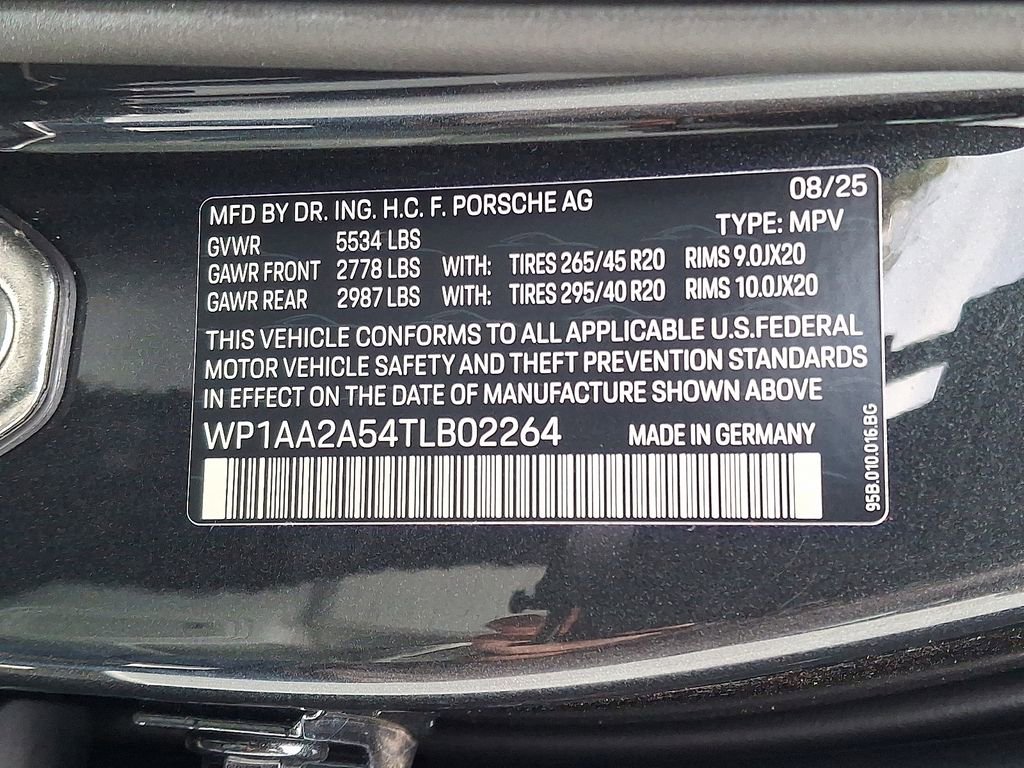 08/25
MFD BY DR. ING. H.C. F. PORSCHE AG
TYPE: MPV
GVWR 5534 LBS
GAWR FRONT 2778 LBS WITH: TIRES 265/45 R20 RIMS 9.0JX20
GAWR REAR 2987 LBS WITH: TIRES 295/40 R20 RIMS 10.0JX20
THIS VEHICLE CONFORMS TO ALL APPLICABLE U.S.FEDERAL
MOTOR VEHICLE SAFETY AND THEFT PREVENTION STANDARDS
IN EFFECT ON THE DATE OF MANUFACTURE SHOWN ABOVE
WP1AA2A54TLB02264 MADE IN GERMANY
95B.010.016.BG